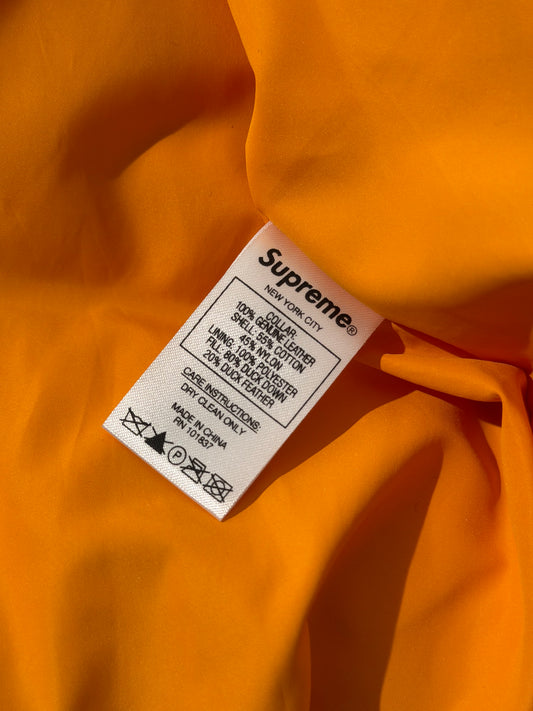 Supreme®
NEW YORK CITY
COLLAR:
100% GENUINE LEATHER
SHELL: 55% COTTON
45% NYLON
LINING: 100% POLYESTER
FILL: 80% DUCK DOWN
20% DUCK FEATHER
CARE INSTRUCTIONS:
DRY CLEAN ONLY
MADE IN CHINA
RN 101837
P